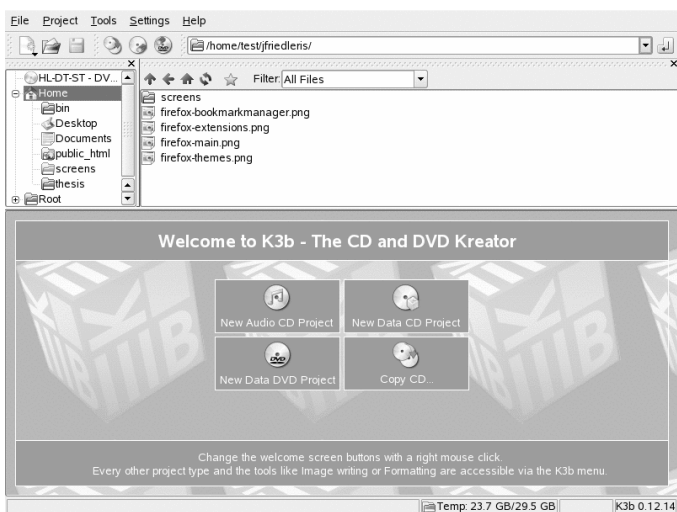 File Project Tools Settings Help
/home/test/jfriedleris/
HL-DT-ST - DV...
Home
bin
Desktop
Documents
public_html
screens
thesis
Root
Filter: All Files
screens
firefox-bookmarkmanager.png
firefox-extensions.png
firefox-main.png
firefox-themes.png
Welcome to K3b - The CD and DVD Kreator
New Audio CD Project
New Data CD Project
New Data DVD Project
Copy CD...
Change the welcome screen buttons with a right mouse click.
Every other project type and the tools like Image writing or Formatting are accessible via the K3b menu.
Temp: 23.7 GB/29.5 GB
K3b 0.12.14